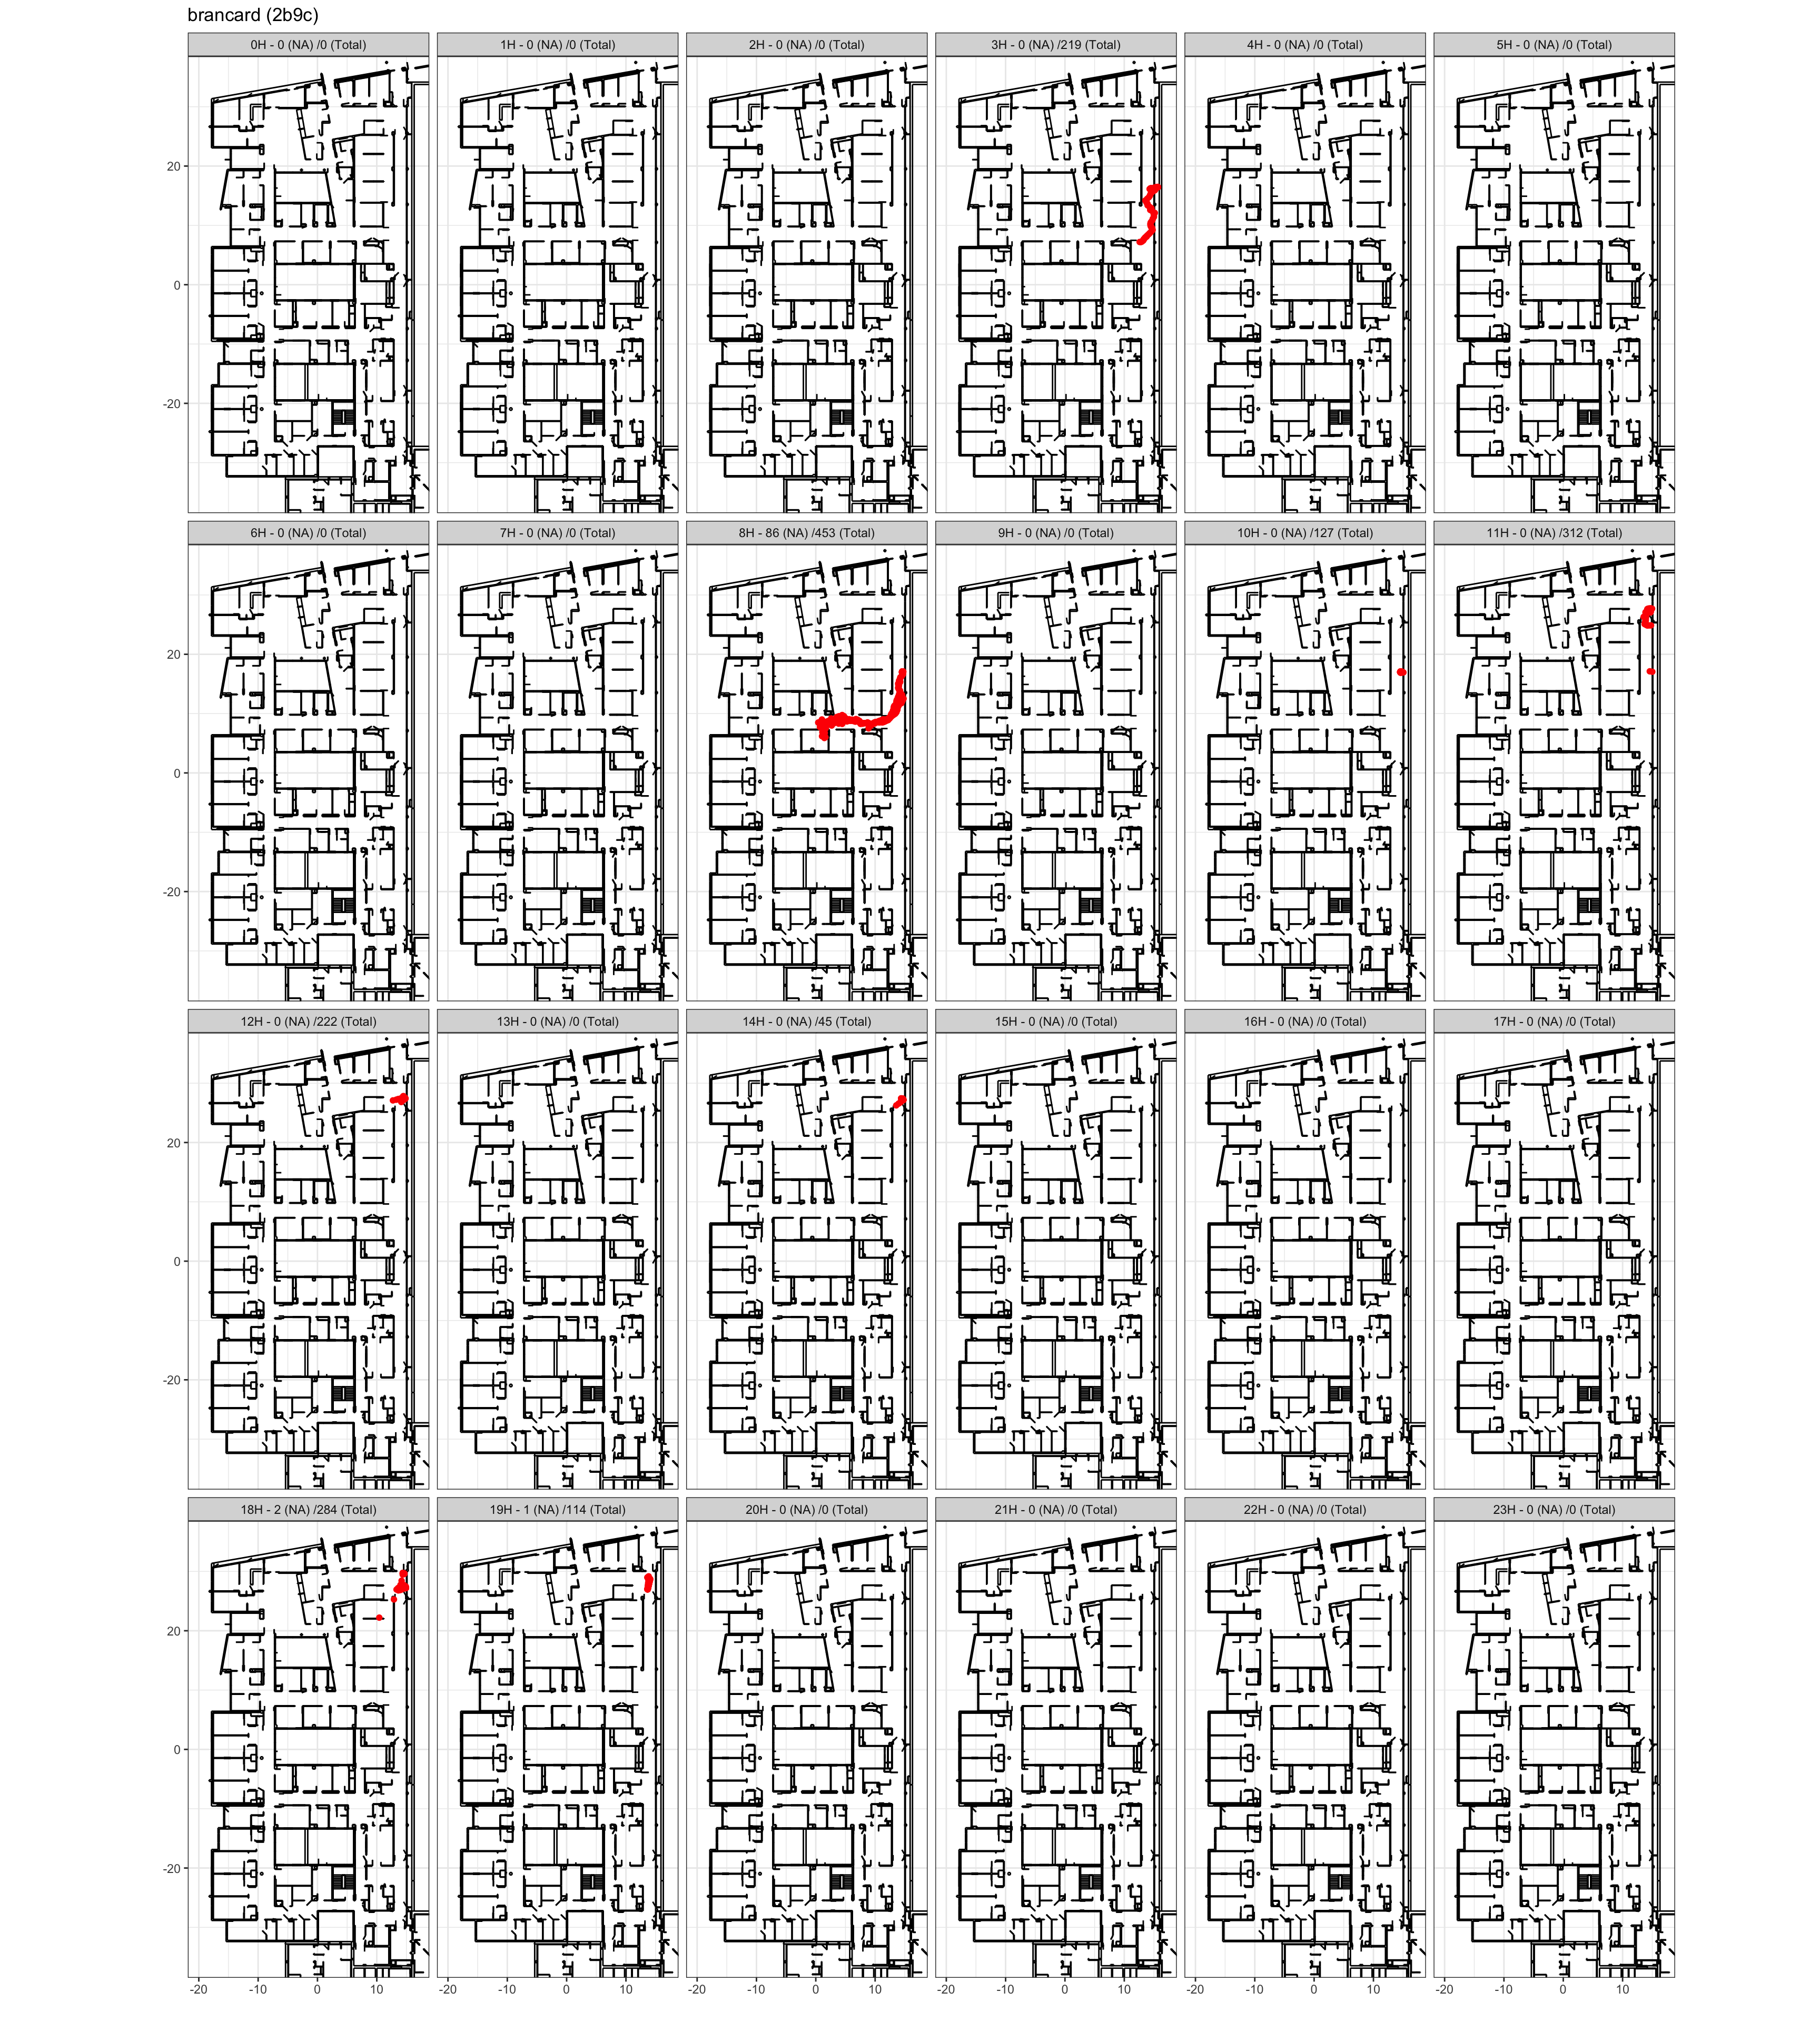 brancard (2b9c)
0H - 0 (NA) /0 (Total) 1H - 0 (NA) /0 (Total) 2H - 0 (NA) /0 (Total) 3H - 0 (NA) /219 (Total) 4H - 0 (NA) /0 (Total) 5H - 0 (NA) /0 (Total)
20
0
-20
6H - 0 (NA) /0 (Total) 7H - 0 (NA) /0 (Total) 8H - 86 (NA) /453 (Total) 9H - 0 (NA) /0 (Total) 10H - 0 (NA) /127 (Total) 11H - 0 (NA) /312 (Total)
20
0
-20
12H - 0 (NA) /222 (Total) 13H - 0 (NA) /0 (Total) 14H - 0 (NA) /45 (Total) 15H - 0 (NA) /0 (Total) 16H - 0 (NA) /0 (Total) 17H - 0 (NA) /0 (Total)
20
0
-20
18H - 2 (NA) /284 (Total) 19H - 1 (NA) /114 (Total) 20H - 0 (NA) /0 (Total) 21H - 0 (NA) /0 (Total) 22H - 0 (NA) /0 (Total) 23H - 0 (NA) /0 (Total)
20
0
-20
-20 -10 0 10 -20 -10 0 10 -20 -10 0 10 -20 -10 0 10 -20 -10 0 10 -20 -10 0 10